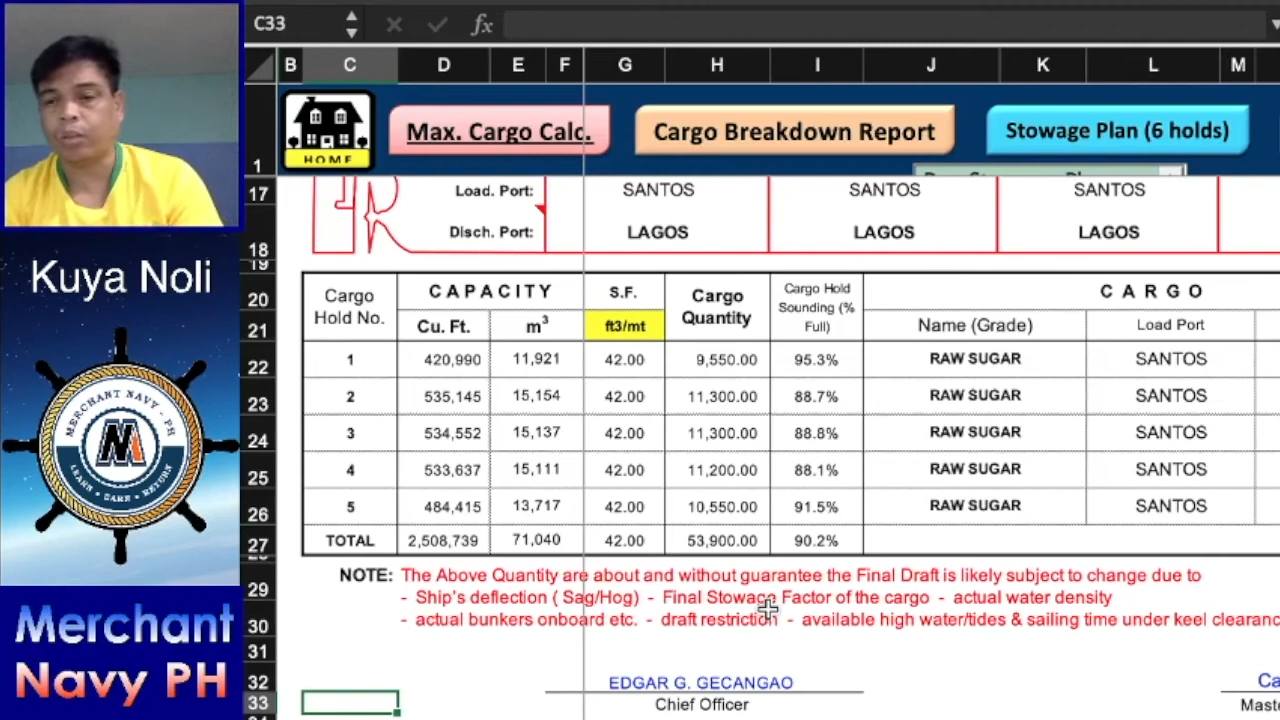 C33 fx
B C D E F G H I J K L M
HOME Max. Cargo Calc. Cargo Breakdown Report Stowage Plan (6 holds)
1
17 Load. Port: SANTOS SANTOS SANTOS
18 Disch. Port: LAGOS LAGOS LAGOS
19
Kuya Noli
MERCHANT NAVY - PH
LEARN • EARN • RETURN
Merchant
Navy PH
20 Cargo Hold No. CAPACITY S.F. Cargo Quantity Cargo Hold Sounding (% Full) CARGO
21 Cu. Ft. m3 ft3/mt Name (Grade) Load Port
22 1 420,990 11,921 42.00 9,550.00 95.3% RAW SUGAR SANTOS
23 2 535,145 15,154 42.00 11,300.00 88.7% RAW SUGAR SANTOS
24 3 534,552 15,137 42.00 11,300.00 88.8% RAW SUGAR SANTOS
25 4 533,637 15,111 42.00 11,200.00 88.1% RAW SUGAR SANTOS
26 5 484,415 13,717 42.00 10,550.00 91.5% RAW SUGAR SANTOS
27 TOTAL 2,508,739 71,040 42.00 53,900.00 90.2%
29 NOTE: The Above Quantity are about and without guarantee the Final Draft is likely subject to change due to
- Ship's deflection ( Sag/Hog) - Final Stowage Factor of the cargo - actual water density
30 - actual bunkers onboard etc. - draft restriction - available high water/tides & sailing time under keel
31
32 EDGAR G. GECANGAO
33 Chief Officer